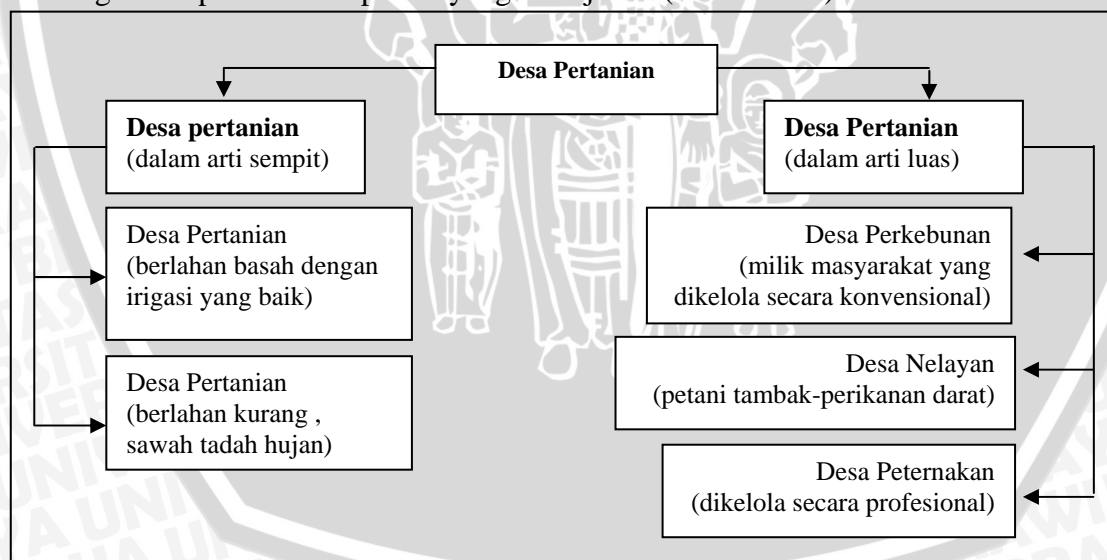 Desa Pertanian
Desa pertanian
(dalam arti sempit)
Desa Pertanian
(berlahan basah dengan
irigasi yang baik)
Desa Pertanian
(berlahan kurang ,
sawah tadah hujan)
Desa Pertanian
(dalam arti luas)
Desa Perkebunan
(milik masyarakat yang
dikelola secara konvensional)
Desa Nelayan
(petani tambak-perikanan darat)
Desa Peternakan
(dikelola secara profesional)